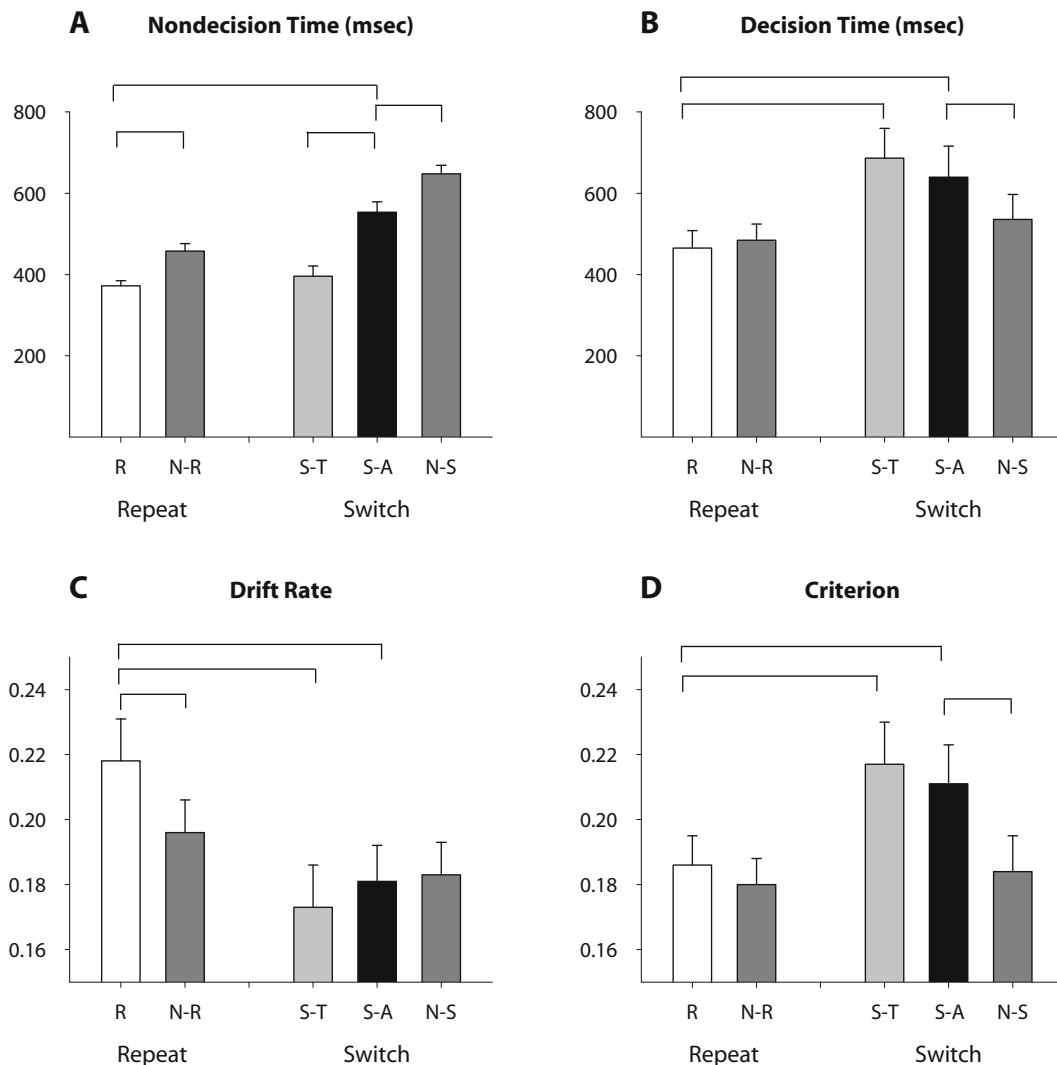 A Nondecision Time (msec)
800
600
400
200
R N-R S-T S-A N-S
Repeat Switch
B Decision Time (msec)
800
600
400
200
R N-R S-T S-A N-S
Repeat Switch
C Drift Rate
0.24
0.22
0.20
0.18
0.16
R N-R S-T S-A N-S
Repeat Switch
D Criterion
0.24
0.22
0.20
0.18
0.16
R N-R S-T S-A N-S
Repeat Switch